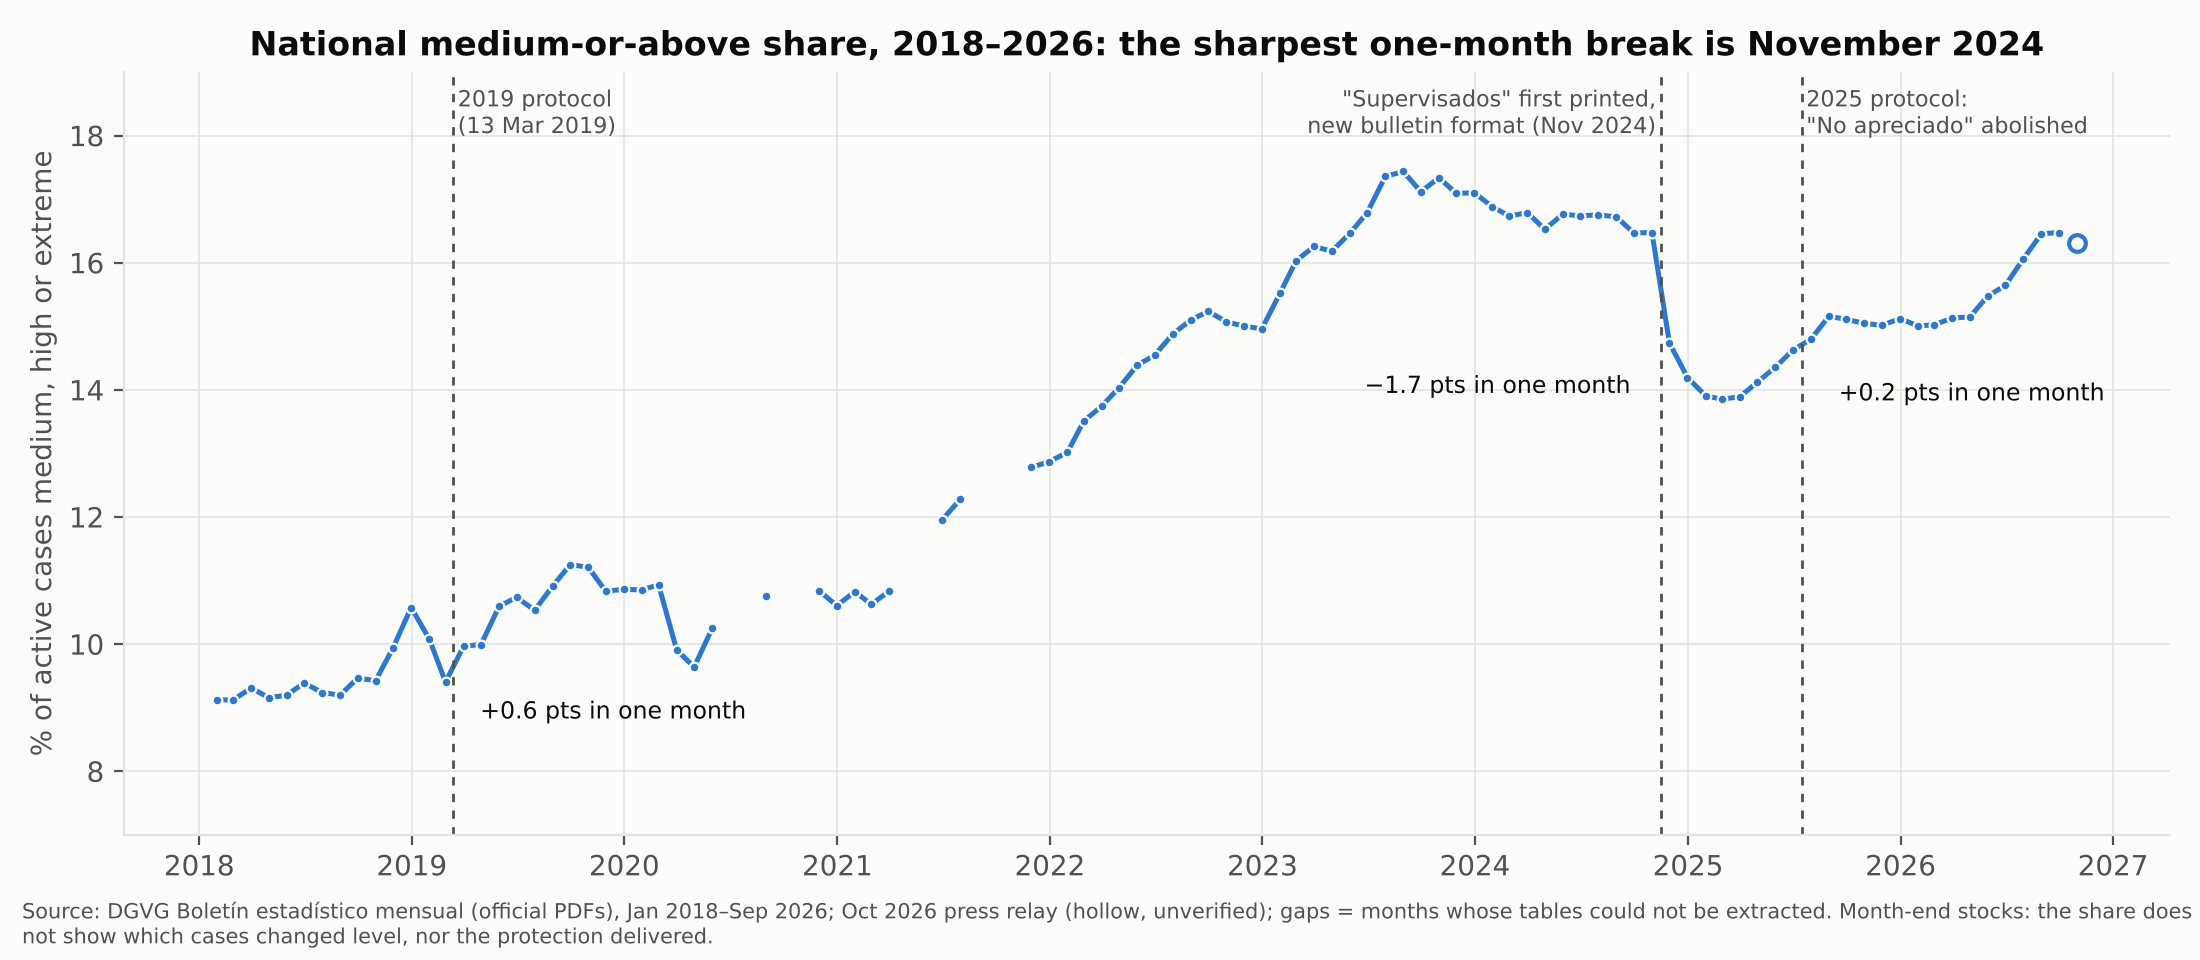 National medium-or-above share, 2018–2026: the sharpest one-month break is November 2024
2019 protocol
(13 Mar 2019)
"Supervisados" first printed,
new bulletin format (Nov 2024)
2025 protocol:
"No apreciado" abolished
% of active cases medium, high or extreme
18
16
14
12
10
8
−1.7 pts in one month
+0.2 pts in one month
+0.6 pts in one month
2018
2019
2020
2021
2022
2023
2024
2025
2026
2027
Source: DGVG Boletín estadístico mensual (official PDFs), Jan 2018–Sep 2026; Oct 2026 press relay (hollow, unverified); gaps = months whose tables could not be extracted. Month-end stocks: the share does
not show which cases changed level, nor the protection delivered.